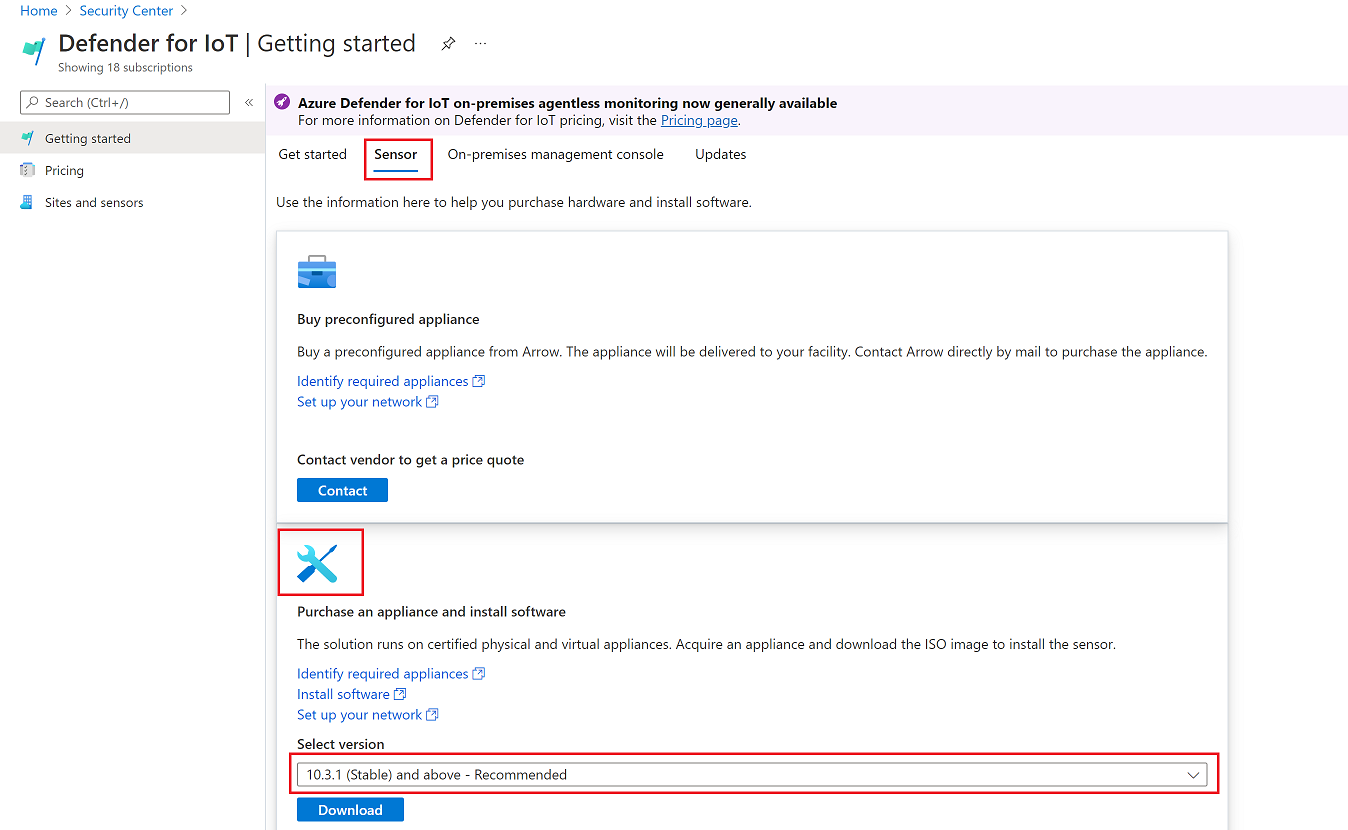 Home > Security Center >
Defender for IoT | Getting started
Showing 18 subscriptions
Search (Ctrl+/)
«
Getting started
Pricing
Sites and sensors
Azure Defender for IoT on-premises agentless monitoring now generally available
For more information on Defender for IoT pricing, visit the Pricing page.
Get started Sensor On-premises management console Updates
Use the information here to help you purchase hardware and install software.
Buy preconfigured appliance
Buy a preconfigured appliance from Arrow. The appliance will be delivered to your facility. Contact Arrow directly by mail to purchase the appliance.
Identify required appliances
Set up your network
Contact vendor to get a price quote
Contact
Purchase an appliance and install software
The solution runs on certified physical and virtual appliances. Acquire an appliance and download the ISO image to install the sensor.
Identify required appliances
Install software
Set up your network
Select version
10.3.1 (Stable) and above - Recommended
Download